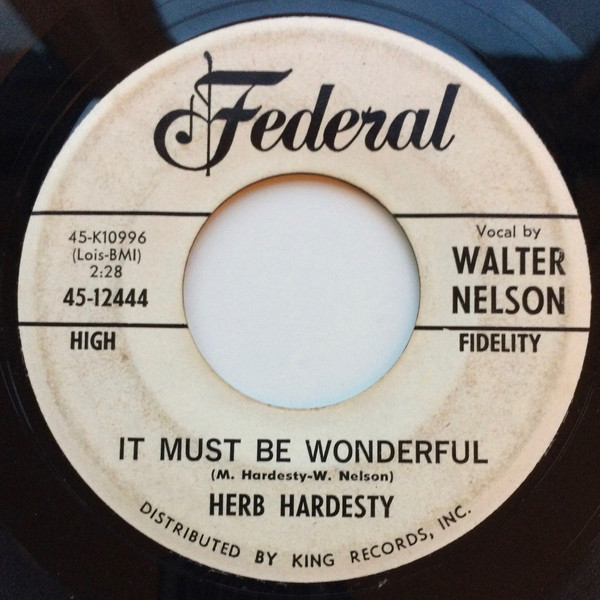 Federal
45-K10996
(Lois-BMI)
2:28
45-12444
Vocal by
WALTER
NELSON
HIGH FIDELITY
IT MUST BE WONDERFUL
(M. Hardesty-W. Nelson)
HERB HARDESTY
DISTRIBUTED BY KING RECORDS, INC.